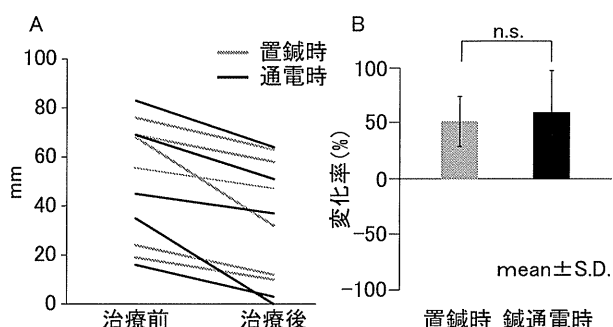 A
100
80
60
40
20
0
mm
治療前
治療後
置鍼時
通電時
B
n.s.
100
50
0
−50
−100
変化率(%)
mean±S.D.
置鍼時
鍼通電時